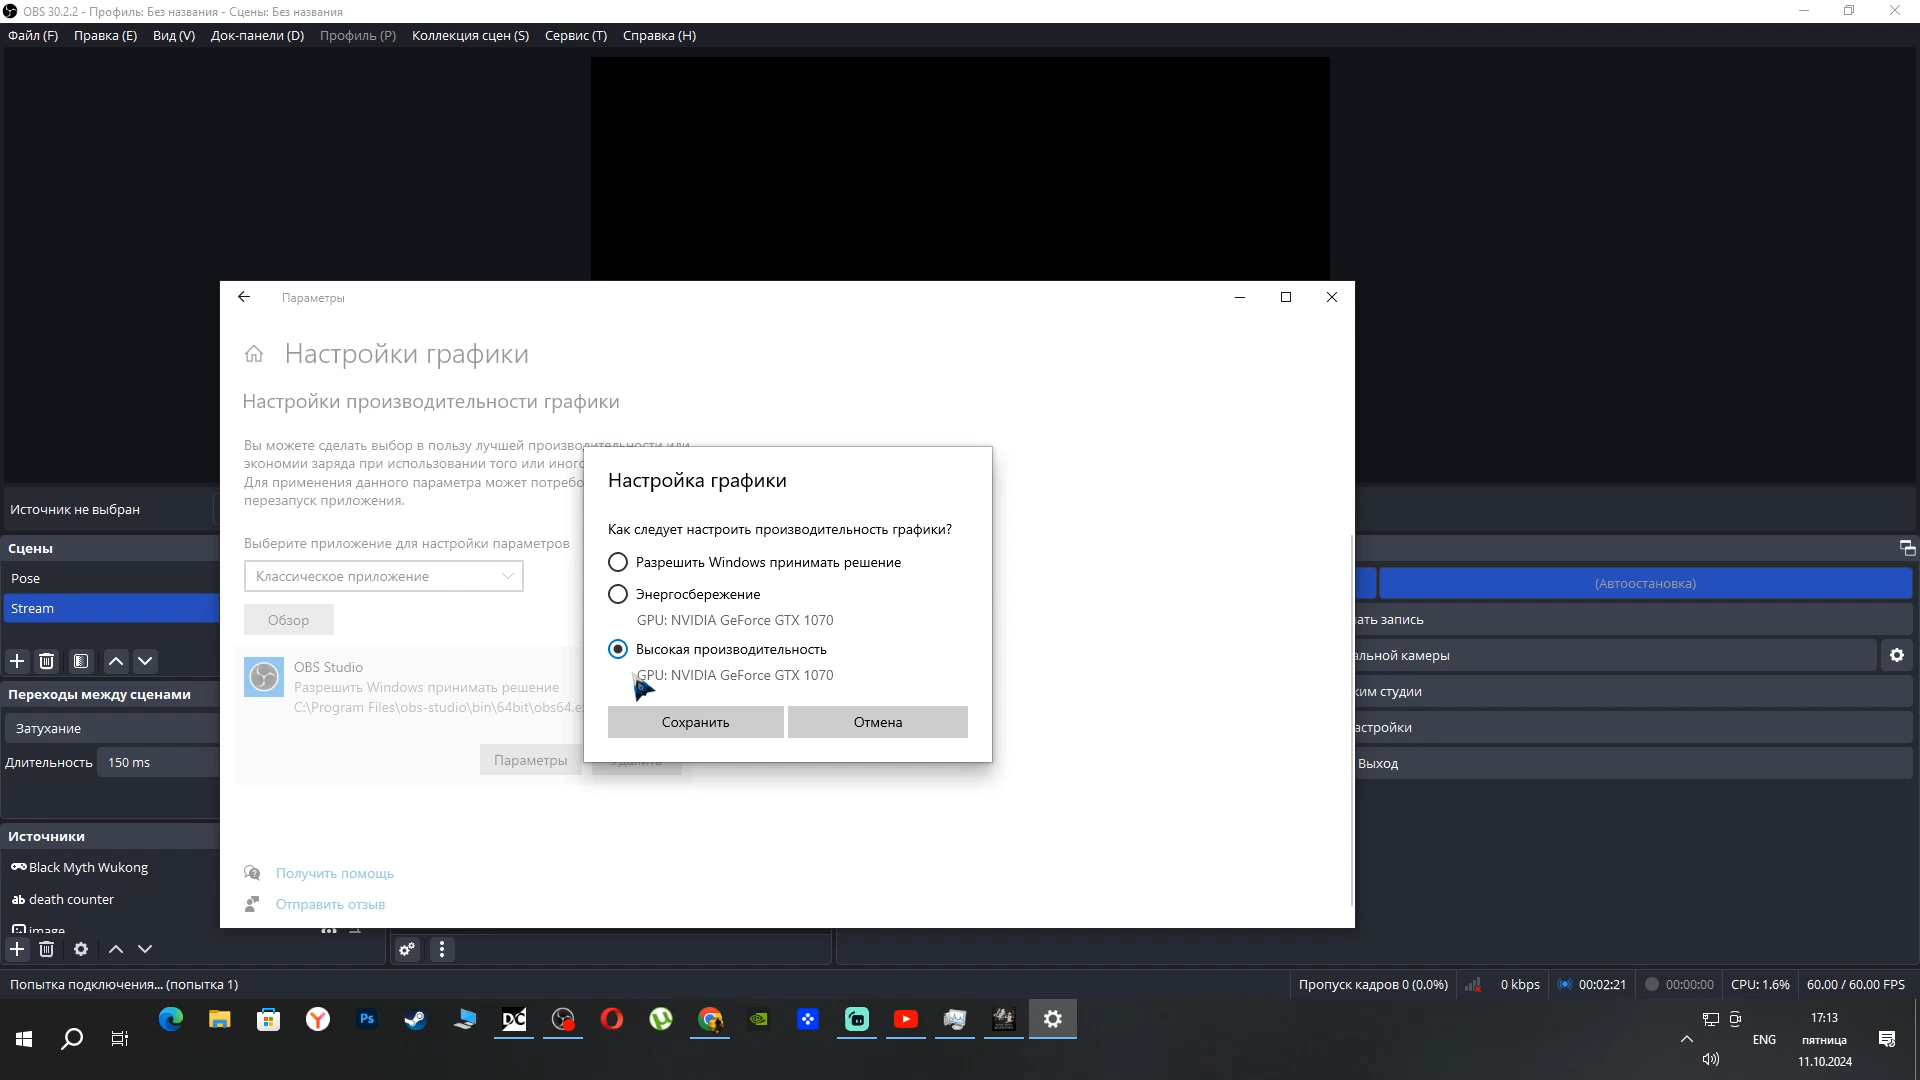 OBS 30.2.2 - Профиль: Без названия - Сцены: Без названия
Файл (F) Правка (E) Вид (V) Док-панели (D) Профиль (P) Коллекция сцен (S) Сервис (T) Справка (H)
Параметры
Настройки графики
Настройки производительности графики
Вы можете сделать выбор в пользу лучшей производительности или
экономии заряда при использовании того или
Для применения данного параметра может
перезапуск приложения.
Выберите приложение для настройки параметров
Классическое приложение
Обзор
OBS Studio
Разрешить Windows принимать решение
C:\Program Files\obs-studio\bin\64bit\obs64.e
Параметры
Удалить
Получить помощь
Отправить отзыв
Настройка графики
Как следует настроить производительность графики?
Разрешить Windows принимать решение
Энергосбережение
GPU: NVIDIA GeForce GTX 1070
Высокая производительность
GPU: NVIDIA GeForce GTX 1070
Сохранить Отмена
Источник не выбран
Сцены
Pose
Stream
Переходы между сценами
Затухание
Длительность 150 ms
Источники
Black Myth Wukong
ab death counter
image
(Автоостановка)
ать запись
альной камеры
ким студии
астройки
Выход
Попытка подключения... (попытка 1)
Пропуск кадров 0 (0.0%) 0 kbps 00:02:21 00:00:00 CPU: 1.6% 60.00 / 60.00 FPS
Ps
DC
ENG
17:13
пятница
11.10.2024